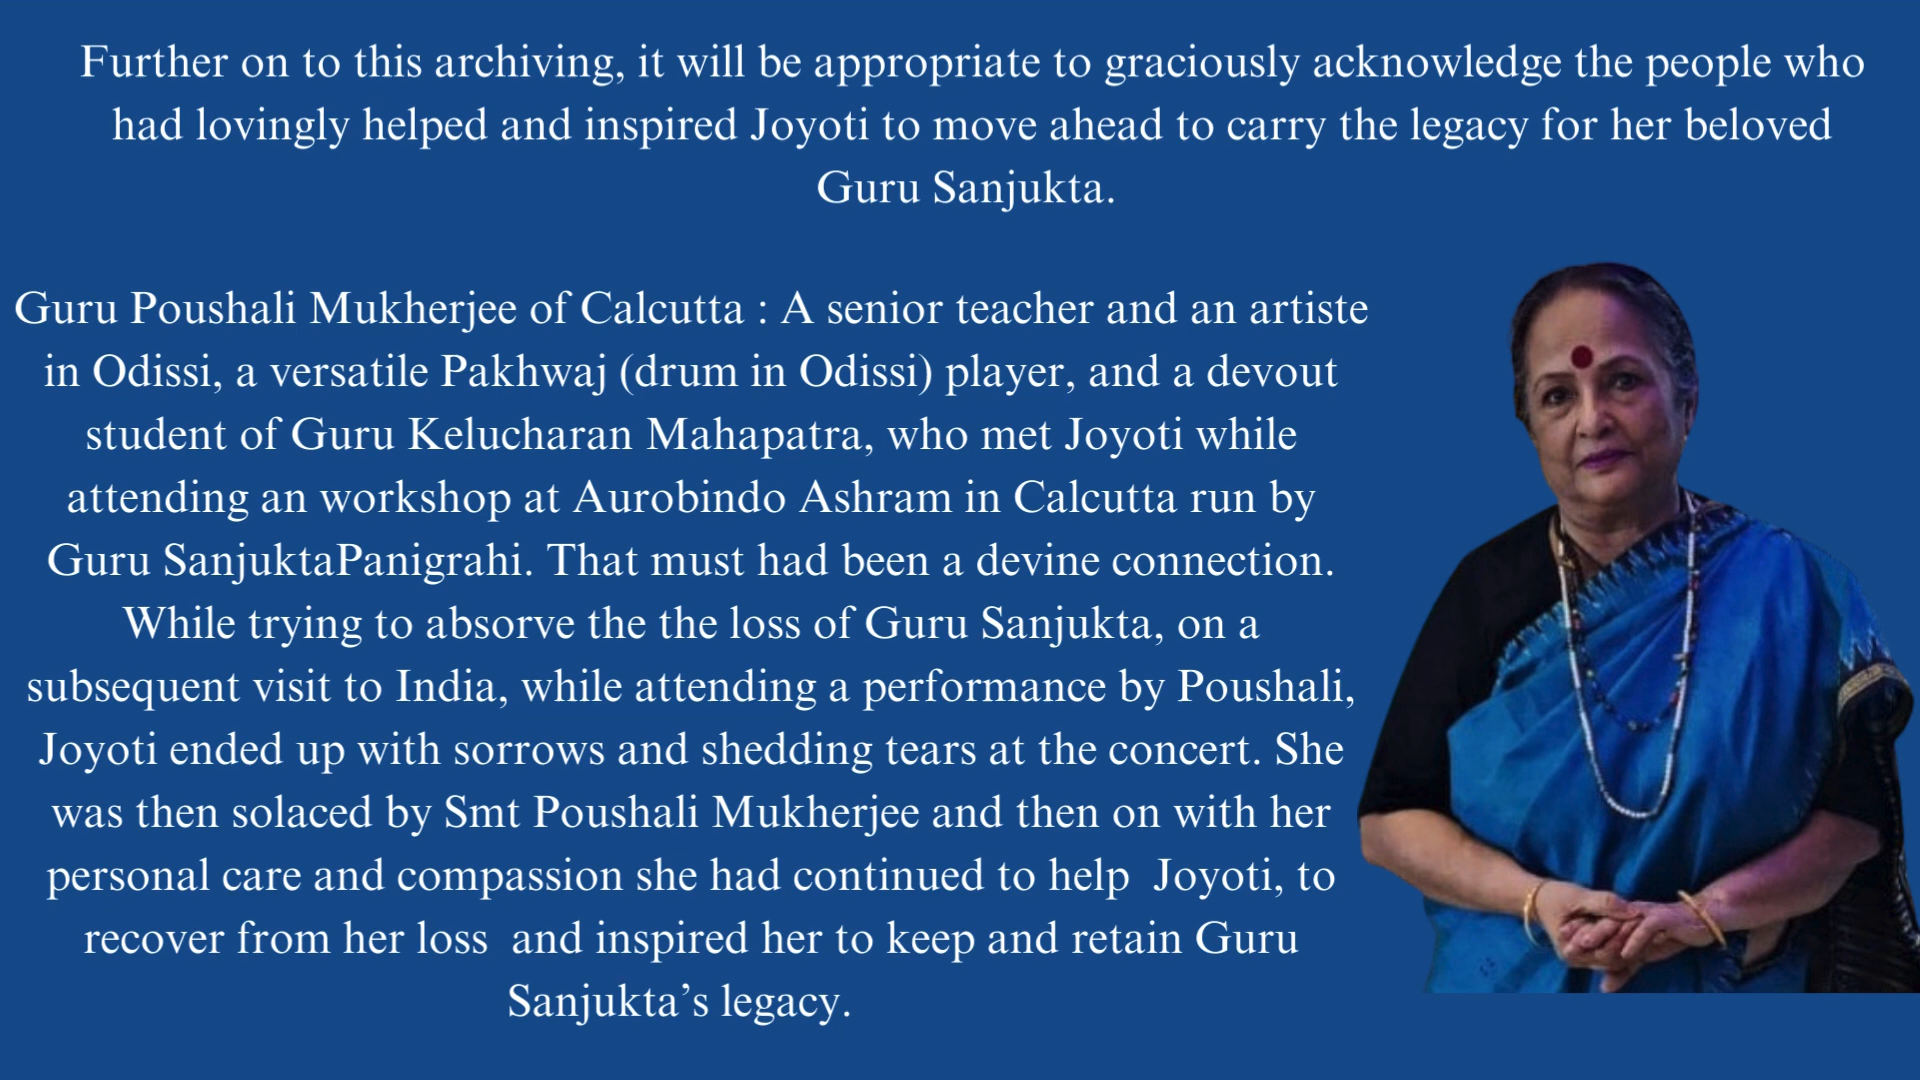 Further on to this archiving, it will be appropriate to graciously acknowledge the people who
had lovingly helped and inspired Joyoti to move ahead to carry the legacy for her beloved
Guru Sanjukta.
Guru Poushali Mukherjee of Calcutta : A senior teacher and an artiste
in Odissi, a versatile Pakhwaj (drum in Odissi) player, and a devout
student of Guru Kelucharan Mahapatra, who met Joyoti while
attending an workshop at Aurobindo Ashram in Calcutta run by
Guru SanjuktaPanigrahi. That must had been a devine connection.
While trying to absorve the the loss of Guru Sanjukta, on a
subsequent visit to India, while attending a performance by Poushali,
Joyoti ended up with sorrows and shedding tears at the concert. She
was then solaced by Smt Poushali Mukherjee and then on with her
personal care and compassion she had continued to help  Joyoti, to
recover from her loss  and inspired her to keep and retain Guru
Sanjukta’s legacy.